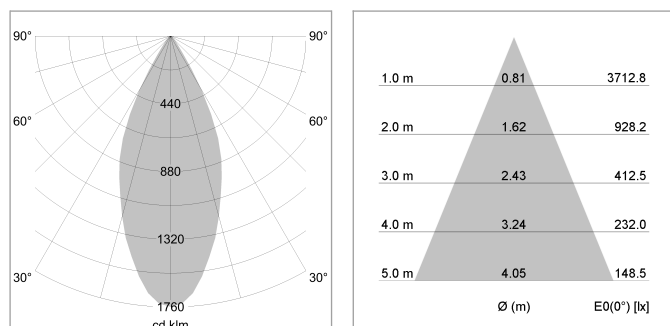 90° 90°
440
60° 60°
880
1320
30° 30°
1760
cd klm
1.0 m 0.81 3712.8
2.0 m 1.62 928.2
3.0 m 2.43 412.5
4.0 m 3.24 232.0
5.0 m 4.05 148.5
Ø (m) E0(0°) [lx]